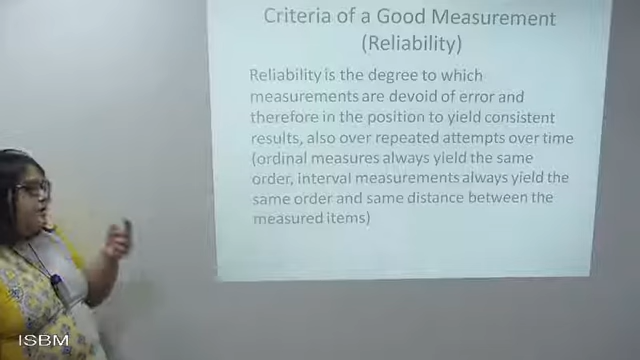 Criteria of a Good Measurement
(Reliability)
Reliability is the degree to which
measurements are devoid of error and
therefore in the position to yield consistent
results, also over repeated attempts over time
(ordinal measures always yield the same
order, interval measurements always yield the
same order and same distance between the
measured items)
ISBM